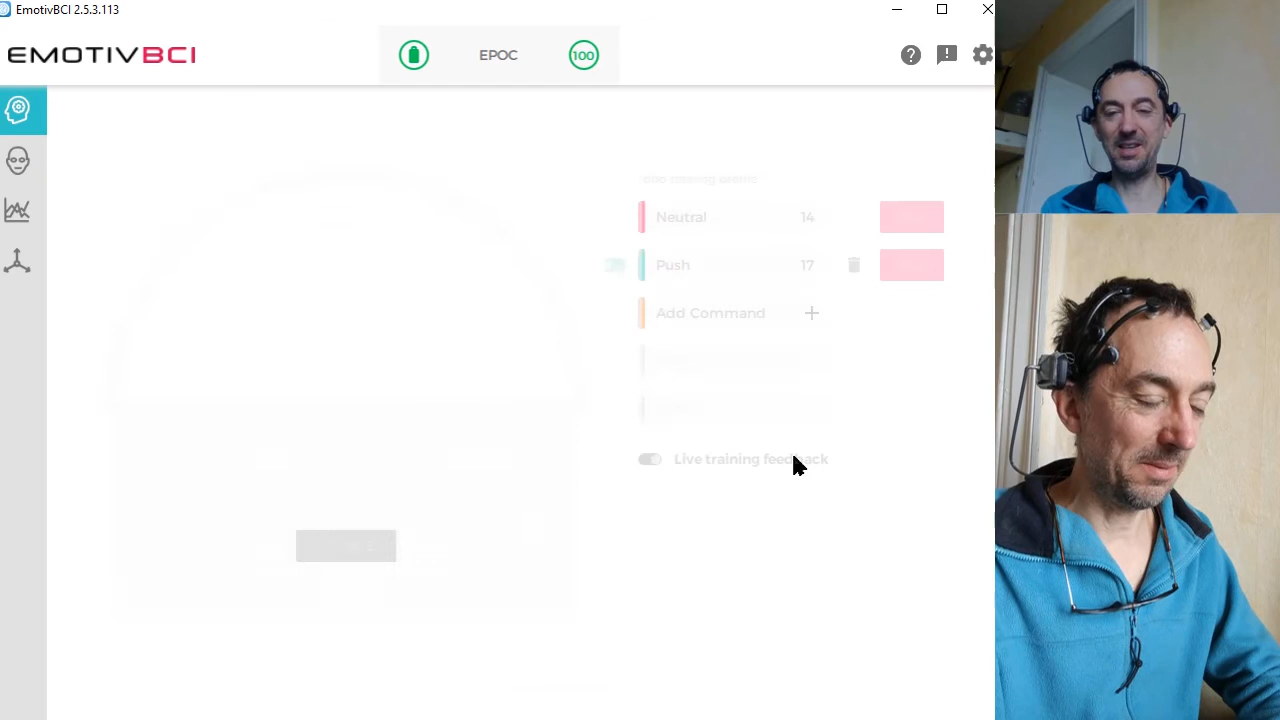 EmotivBCI 2.5.3.113
EMOTIVBCI
EPOC
100
Neutral 14
Push 17
Add Command +
Live training feedback